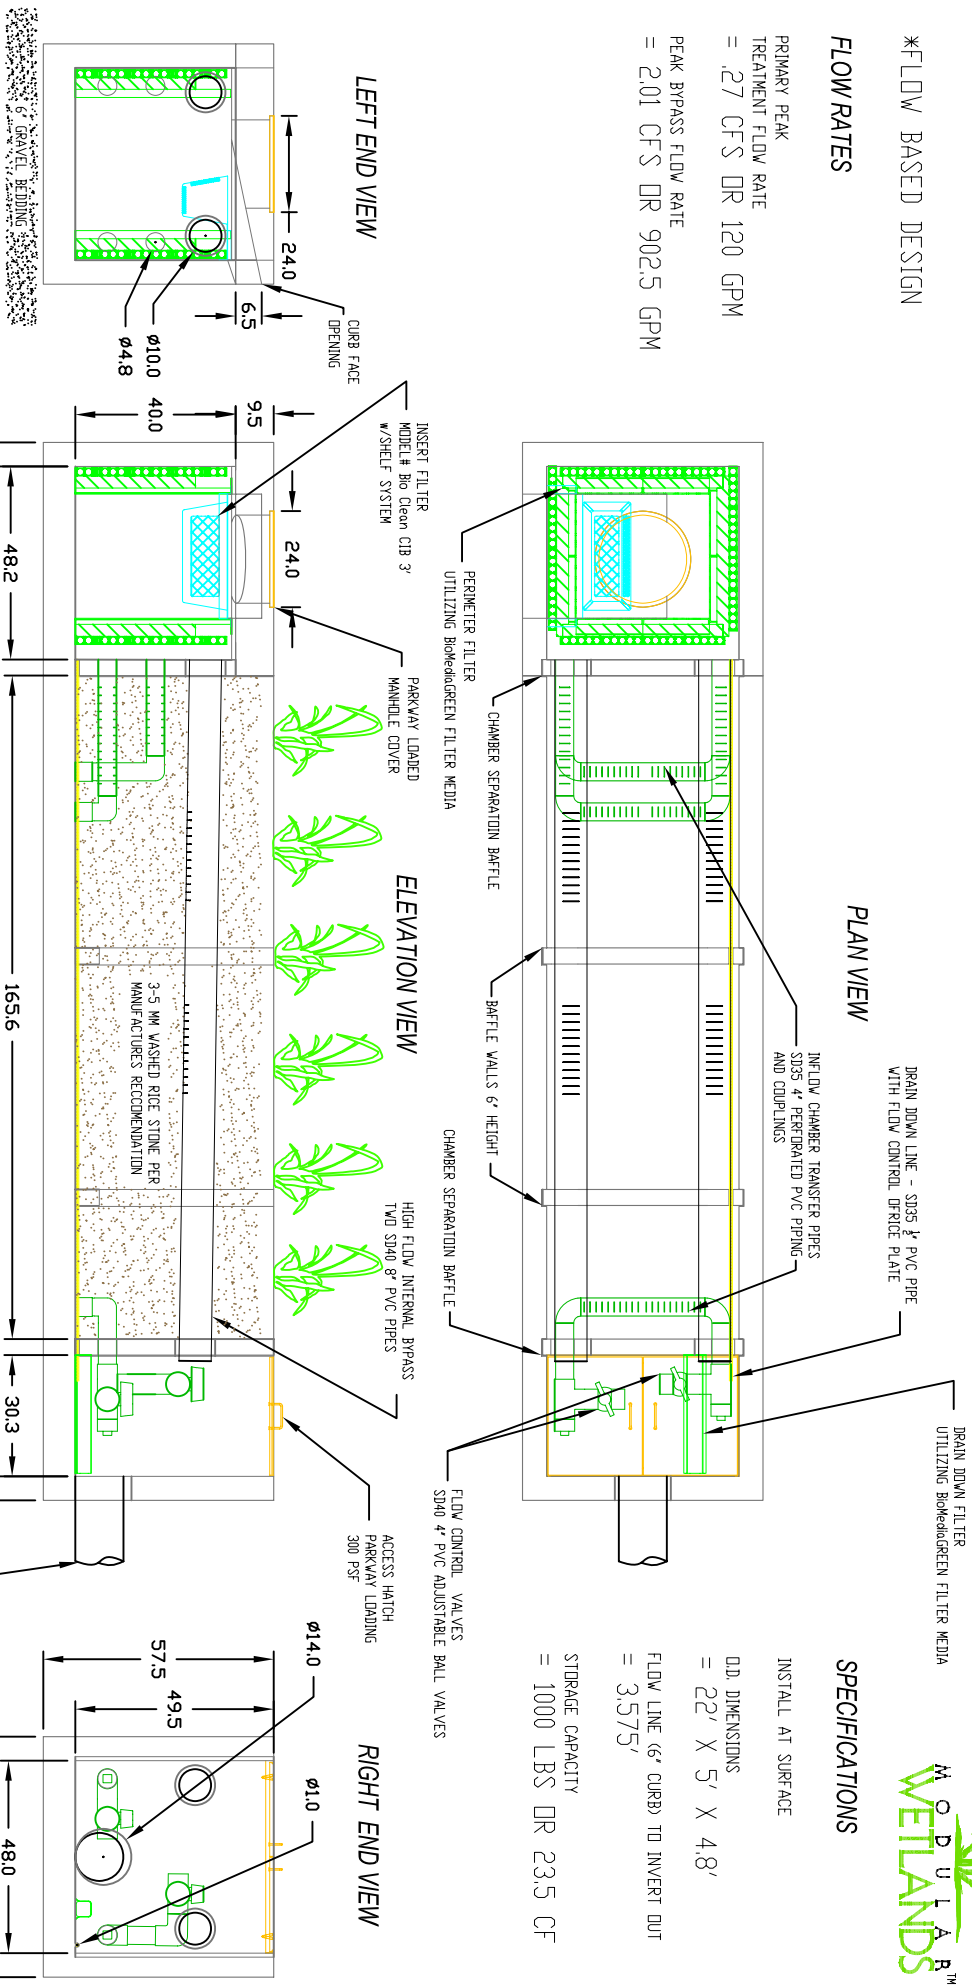 *FLOW BASED DESIGN
FLOW RATES
PRIMARY PEAK
TREATMENT FLOW RATE
= .27 CFS OR 120 GPM
PEAK BYPASS FLOW RATE
= 2.01 CFS OR 902.5 GPM
PLAN VIEW
DRAIN DOWN LINE - SD35 1" PVC PIPE
WITH FLOW CONTROL OFRICE PLATE
DRAIN DOWN FILTER
UTILIZING BioMediaGREEN FILTER MEDIA
INFLOW CHAMBER TRANSFER PIPES
SD35 4" PERFORATED PVC PIPING
AND COUPLINGS
PERIMETER FILTER
UTILIZING BioMediaGREEN FILTER MEDIA
CHAMBER SEPARATOIN BAFFLE
BAFFLE WALLS 6" HEIGHT
CHAMBER SEPARATOIN BAFFLE
FLOW CONTROL VALVES
SD40 4" PVC ADJUSTABLE BALL VALVES
MODULAR™
WETLANDS
SPECIFICATIONS
INSTALL AT SURFACE
O.D. DIMENSIONS
= 22' X 5' X 4.8'
FLOW LINE (6" CURB) TO INVERT OUT
= 3.575'
STORAGE CAPACITY
= 1000 LBS OR 23.5 CF
LEFT END VIEW
24.0
6.5
CURB FACE
OPENING
Ø10.0
Ø4.8
6" GRAVEL BEDDING
ELEVATION VIEW
INSERT FILTER
MODEL# Bio Clean CIB 3'
w/SHELF SYSTEM
PARKWAY LOADED
MANHOLE COVER
9.5
24.0
40.0
48.2
3-5 MM WASHED RICE STONE PER
MANUFACTURES RECCOMENDATION
165.6
HIGH FLOW INTERNAL BYPASS
TWO SD40 8" PVC PIPES
ACCESS HATCH
PARKWAY LOADING
300 PSF
30.3
RIGHT END VIEW
Ø14.0
Ø1.0
57.5
49.5
48.0